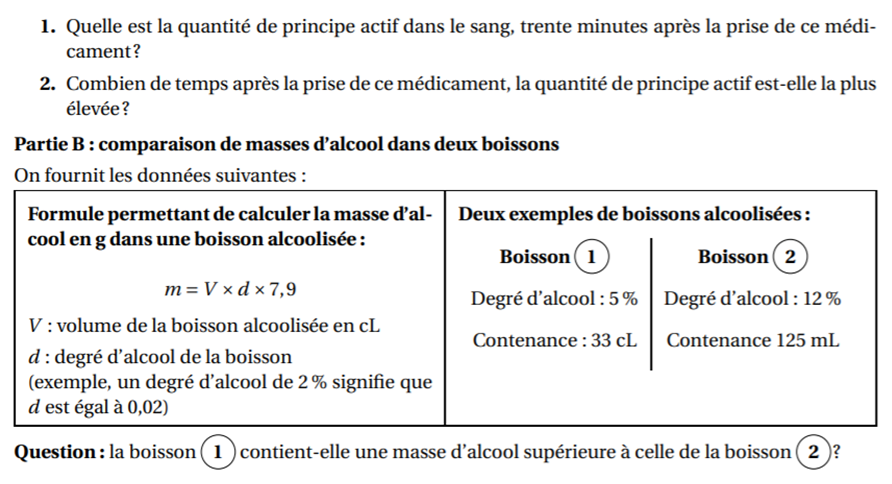 1. Quelle est la quantité de principe actif dans le sang, trente minutes après la prise de ce médi-
cament?
2. Combien de temps après la prise de ce médicament, la quantité de principe actif est-elle la plus
élevée?
Partie B : comparaison de masses d'alcool dans deux boissons
On fournit les données suivantes :
Formule permettant de calculer la masse d'al-
cool en g dans une boisson alcoolisée :
m = V × d × 7,9
V : volume de la boisson alcoolisée en cL
d : degré d'alcool de la boisson
(exemple, un degré d'alcool de 2 % signifie que
d est égal à 0,02)
Deux exemples de boissons alcoolisées :
Boisson 1
Degré d'alcool : 5 %
Contenance : 33 cL
Boisson 2
Degré d'alcool : 12 %
Contenance 125 mL
Question : la boisson 1 contient-elle une masse d'alcool supérieure à celle de la boisson 2 ?